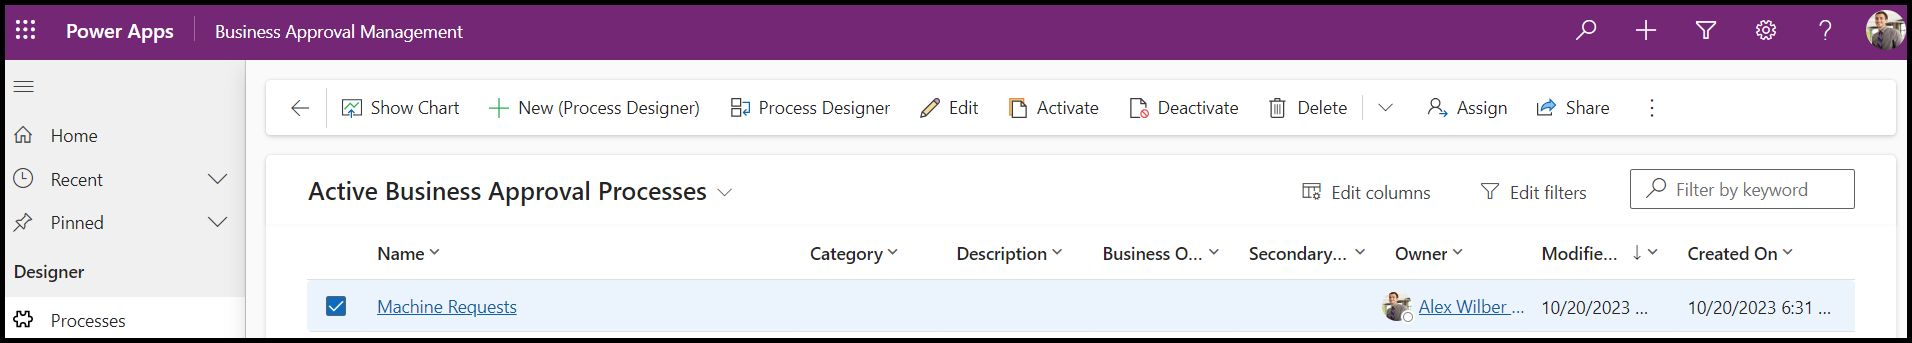 Power Apps Business Approval Management
Show Chart New (Process Designer) Process Designer Edit Activate Deactivate Delete Assign Share
Home
Recent
Pinned
Designer
Processes
Active Business Approval Processes Edit columns Edit filters Filter by keyword
Name Category Description Business O... Secondary... Owner Modifie... Created On
Machine Requests Alex Wilber ... 10/20/2023 ... 10/20/2023 6:31 ...